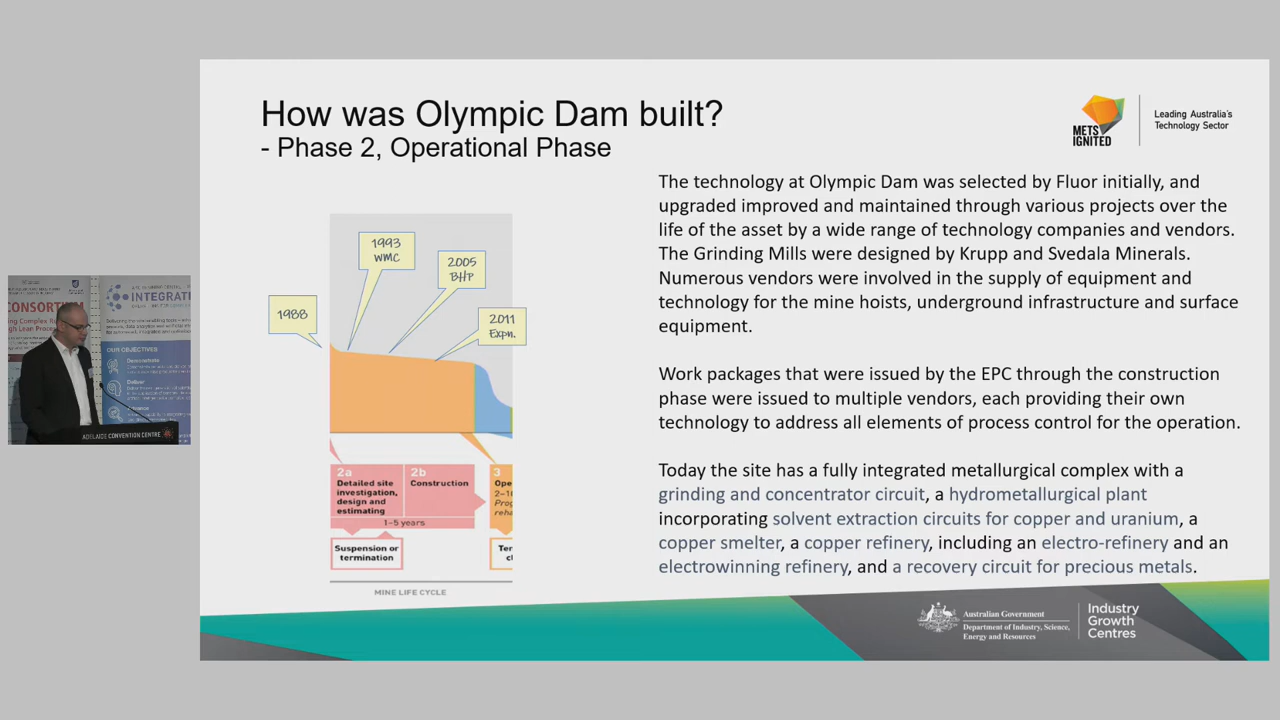 How was Olympic Dam built?
- Phase 2, Operational Phase
METS
IGNITED
Leading Australia's
Technology Sector
The technology at Olympic Dam was selected by Fluor initially, and
upgraded improved and maintained through various projects over the
life of the asset by a wide range of technology companies and vendors.
The Grinding Mills were designed by Krupp and Svedala Minerals.
Numerous vendors were involved in the supply of equipment and
technology for the mine hoists, underground infrastructure and surface
equipment.
Work packages that were issued by the EPC through the construction
phase were issued to multiple vendors, each providing their own
technology to address all elements of process control for the operation.
Today the site has a fully integrated metallurgical complex with a
grinding and concentrator circuit, a hydrometallurgical plant
incorporating solvent extraction circuits for copper and uranium, a
copper smelter, a copper refinery, including an electro-refinery and an
electrowinning refinery, and a recovery circuit for precious metals.
1988
1993
WMC
2005
BHP
2011
Expn.
2a
Detailed site
investigation,
design and
estimating
2b
Construction
1–5 years
3
Ope
Suspension or
termination
MINE LIFE CYCLE
CONSORTIUM
INTEGRAT
OUR OBJECTIVES
Demonstrate
Deliver
ADELAIDE CONVENTION CENTRE
Australian Government
Department of Industry, Science,
Energy and Resources
Industry
Growth
Centres